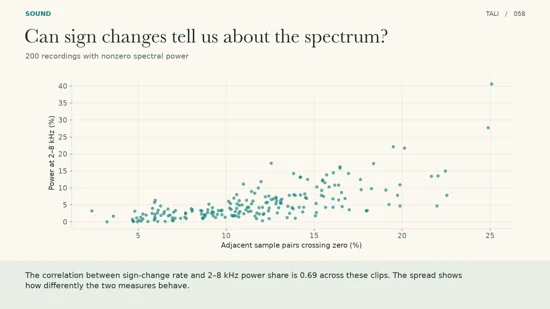 SOUND
TALI / 058
Can sign changes tell us about the spectrum?
200 recordings with nonzero spectral power
Power at 2–8 kHz (%)
40
35
30
25
20
15
10
5
0
5
10
15
20
25
Adjacent sample pairs crossing zero (%)
The correlation between sign-change rate and 2–8 kHz power share is 0.69 across these clips. The spread shows
how differently the two measures behave.